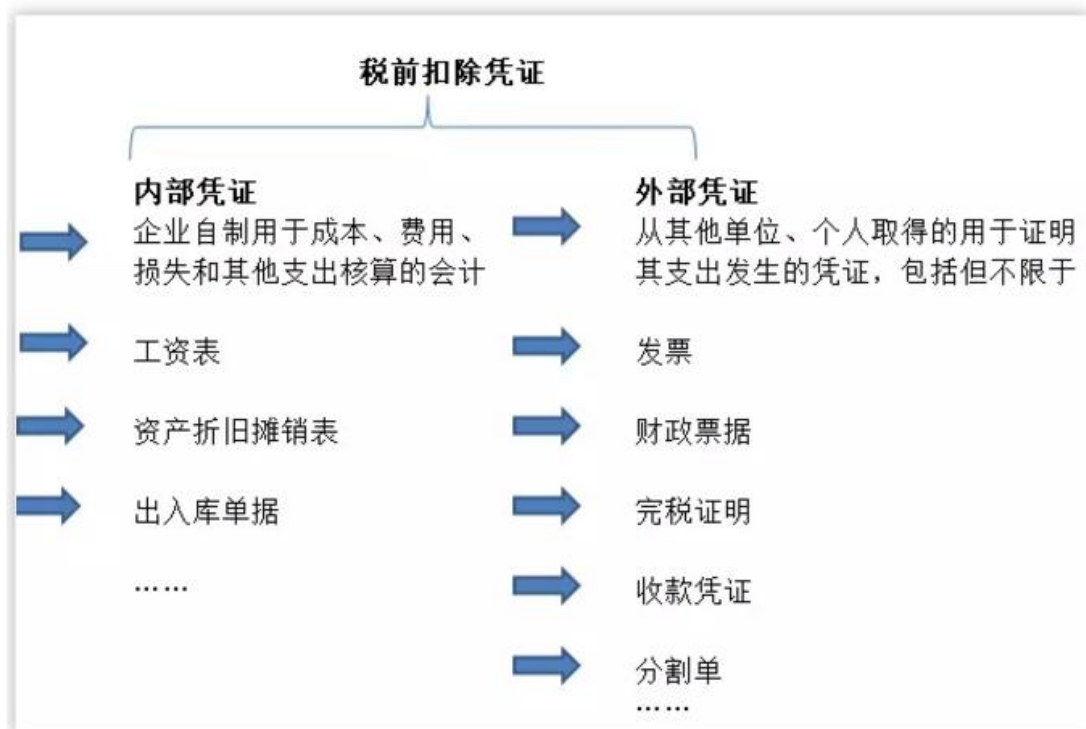 税前扣除凭证
内部凭证
企业自制用于成本、费用、
损失和其他支出核算的会计
工资表
资产折旧摊销表
出入库单据
……
外部凭证
从其他单位、个人取得的用于证明
其支出发生的凭证，包括但不限于
发票
财政票据
完税证明
收款凭证
分割单
……